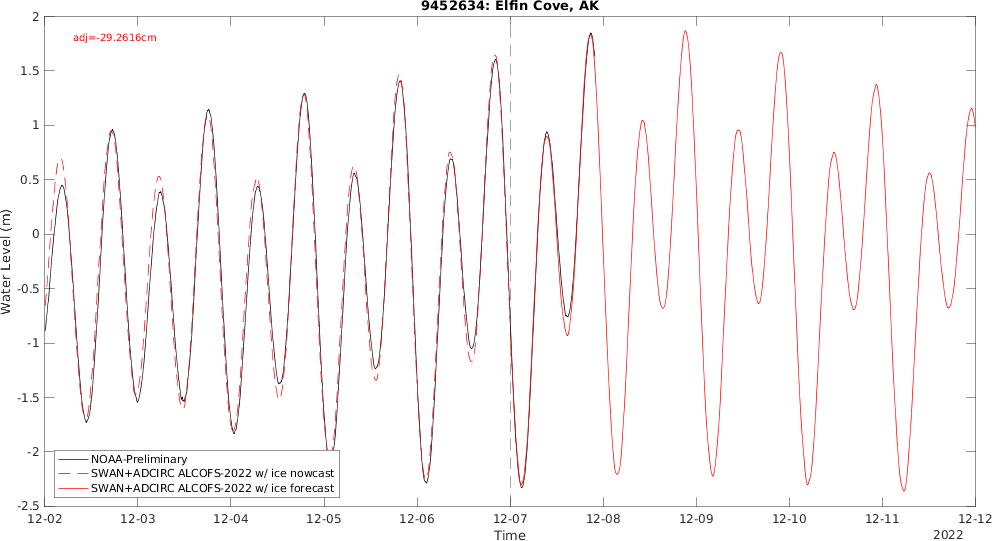 9452634: Elfin Cove, AK
adj=-29.2616cm
Water Level (m)
2
1.5
1
0.5
0
-0.5
-1
-1.5
-2
-2.5
NOAA-Preliminary
SWAN+ADCIRC ALCOFS-2022 w/ ice nowcast
SWAN+ADCIRC ALCOFS-2022 w/ ice forecast
12-02 12-03 12-04 12-05 12-06 12-07 12-08 12-09 12-10 12-11 12-12
Time
2022